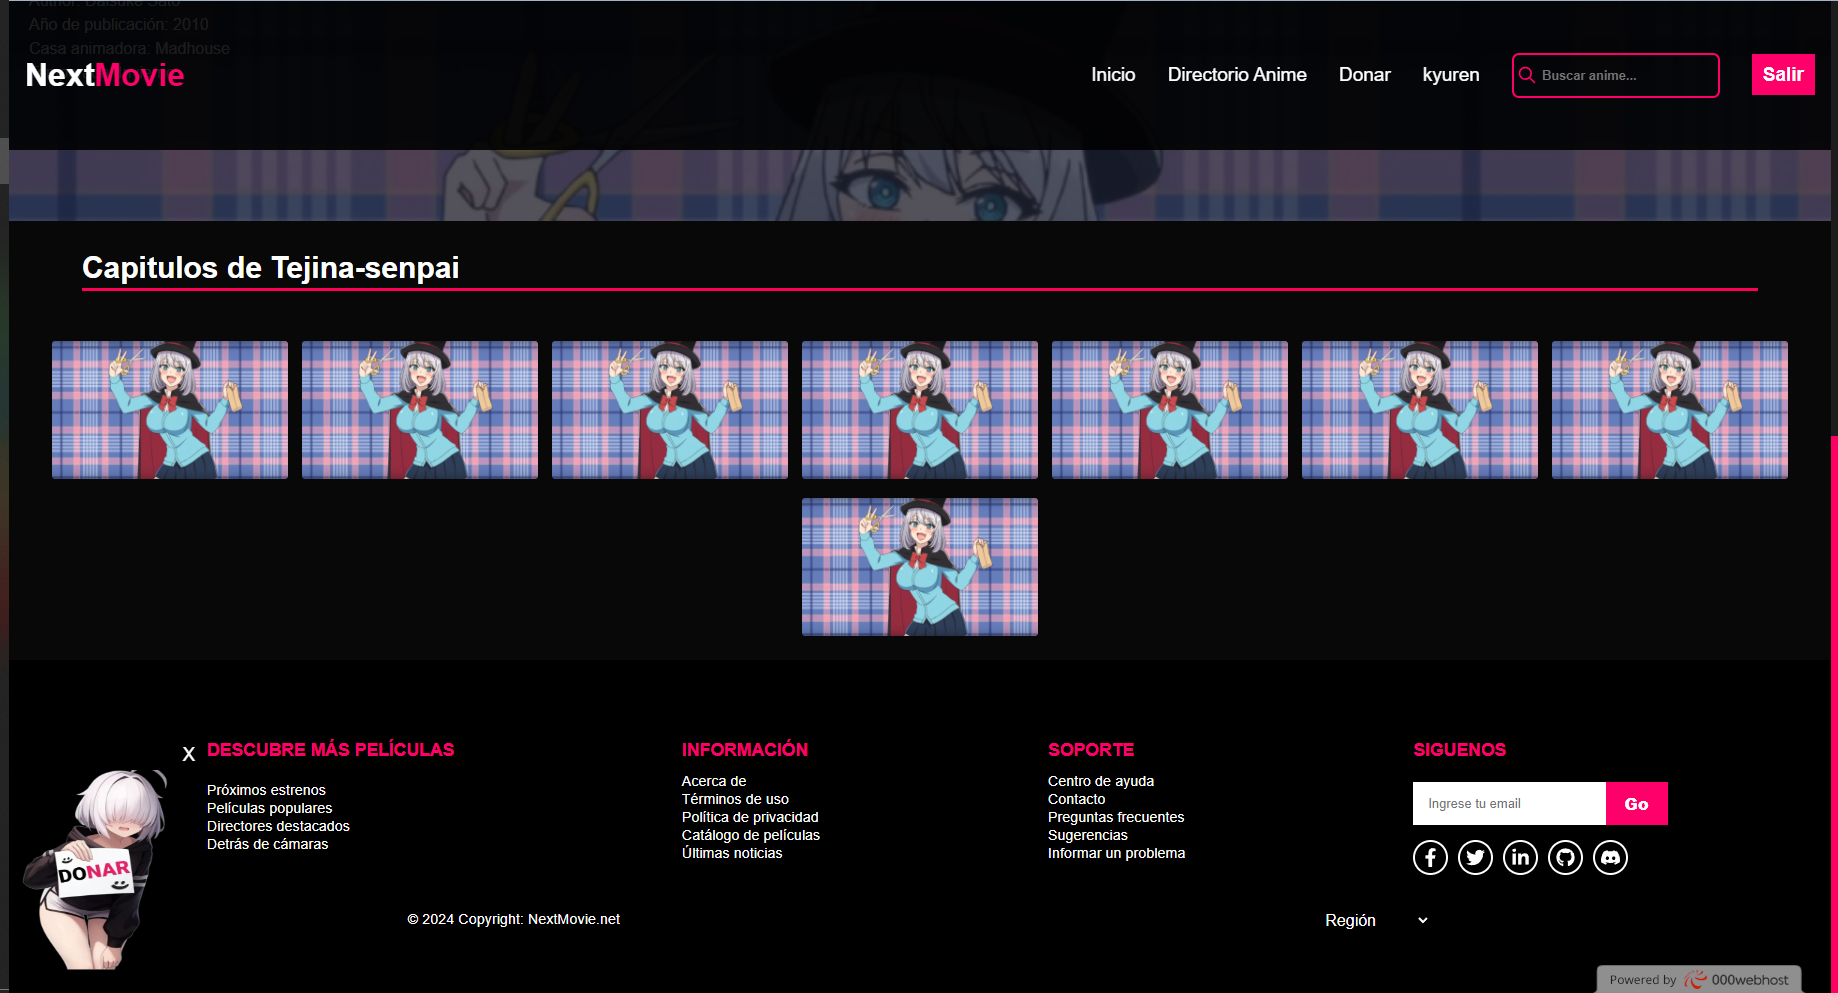 Author: Daisuke Sato
Año de publicación: 2010
Casa animadora: Madhouse
NextMovie
Inicio
Directorio Anime
Donar
kyuren
Buscar anime...
Salir
Capitulos de Tejina-senpai
X
DESCUBRE MÁS PELÍCULAS
Próximos estrenos
Películas populares
Directores destacados
Detrás de cámaras
INFORMACIÓN
Acerca de
Términos de uso
Política de privacidad
Catálogo de películas
Últimas noticias
SOPORTE
Centro de ayuda
Contacto
Preguntas frecuentes
Sugerencias
Informar un problema
SIGUENOS
Ingrese tu email
Go
DONAR
© 2024 Copyright: NextMovie.net
Región
Powered by 000webhost